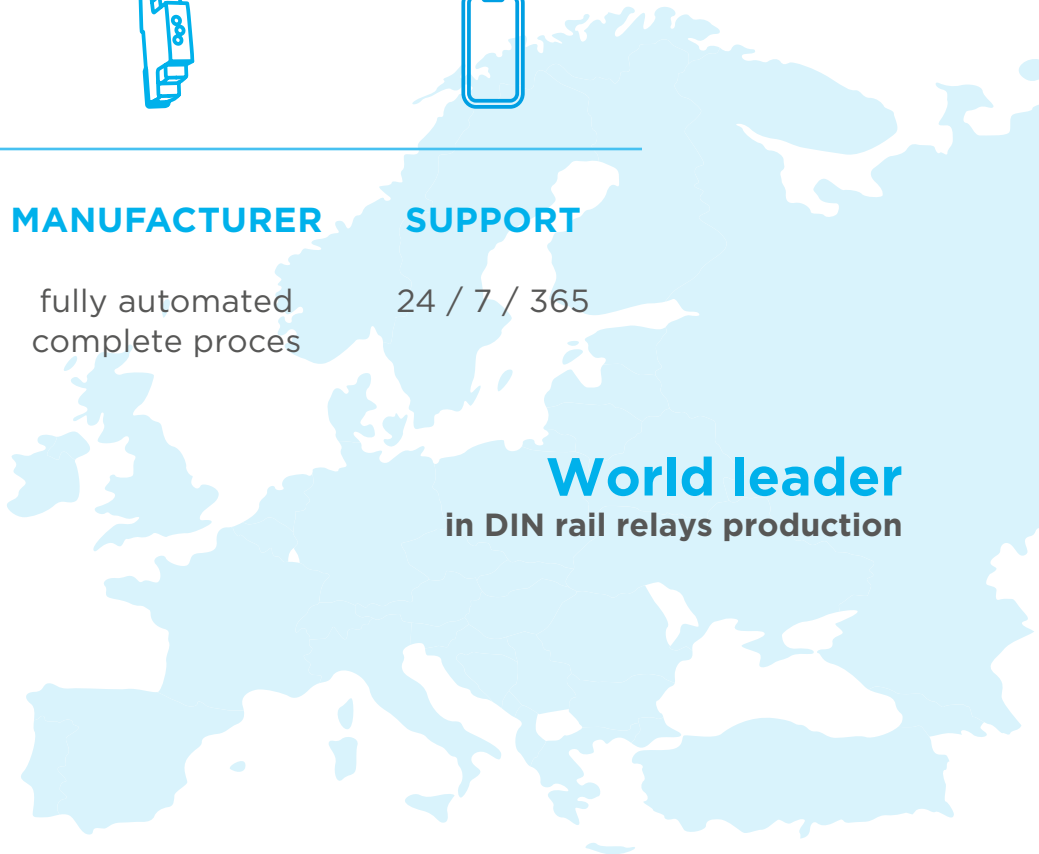 MANUFACTURER
fully automated
complete proces
SUPPORT
24 / 7 / 365
World leader
in DIN rail relays production